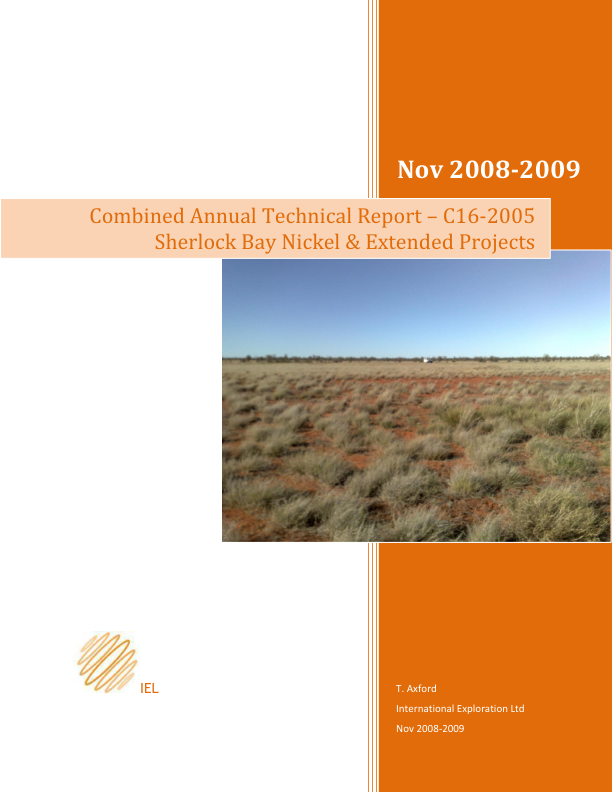 Nov 2008-2009
Combined Annual Technical Report – C16-2005
Sherlock Bay Nickel & Extended Projects
IEL
T. Axford
International Exploration Ltd
Nov 2008-2009